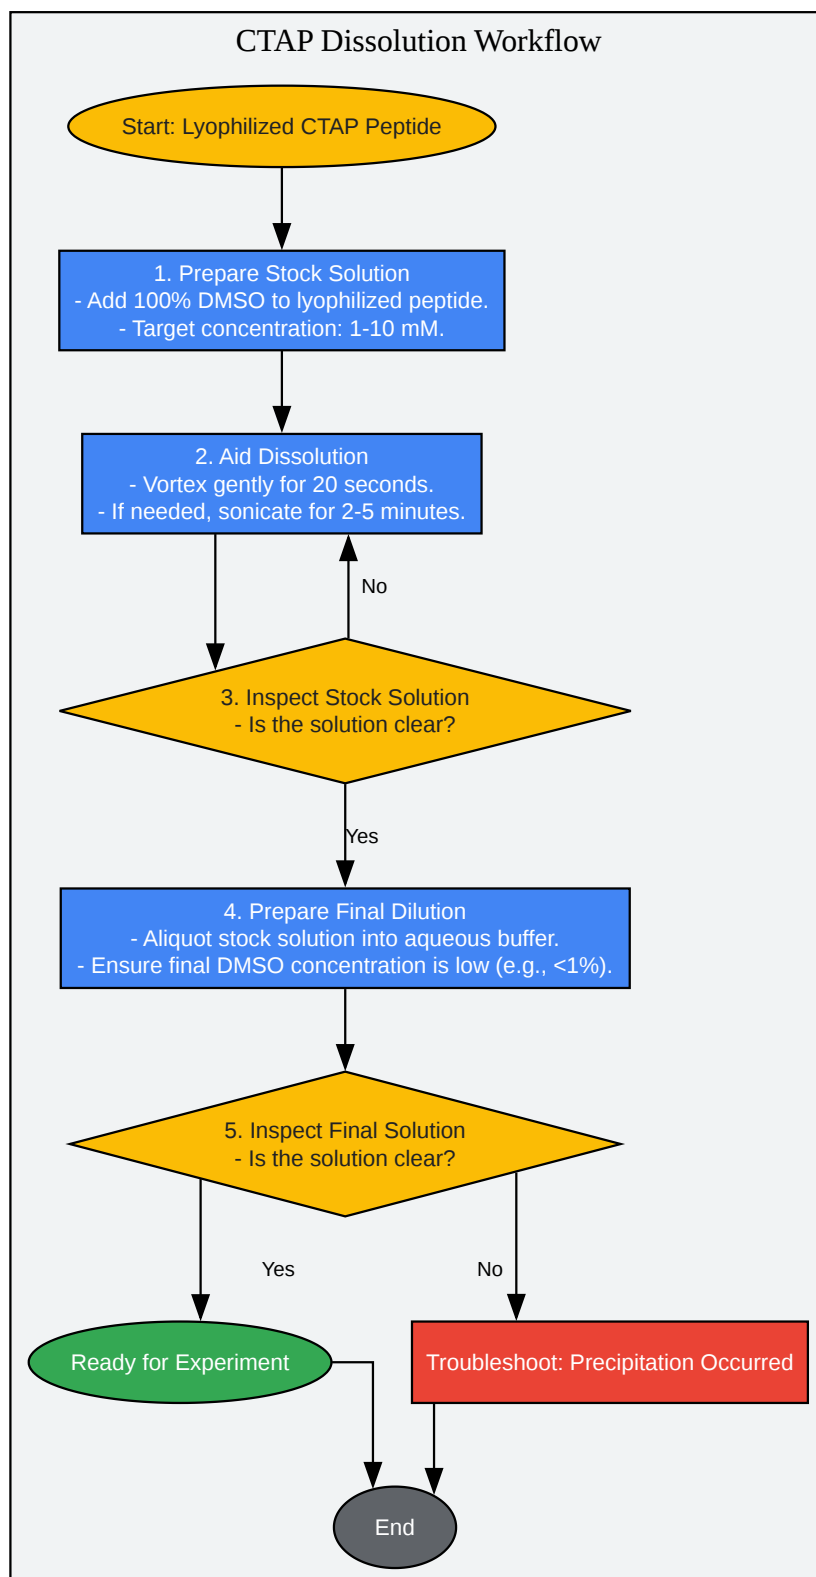 CTAP Dissolution Workflow
Start: Lyophilized CTAP Peptide
1. Prepare Stock Solution
- Add 100% DMSO to lyophilized peptide.
- Target concentration: 1-10 mM.
2. Aid Dissolution
- Vortex gently for 20 seconds.
- If needed, sonicate for 2-5 minutes.
No
3. Inspect Stock Solution
- Is the solution clear?
Yes
4. Prepare Final Dilution
- Aliquot stock solution into aqueous buffer.
- Ensure final DMSO concentration is low (e.g., <1%).
5. Inspect Final Solution
- Is the solution clear?
Yes
No
Ready for Experiment
Troubleshoot: Precipitation Occurred
End